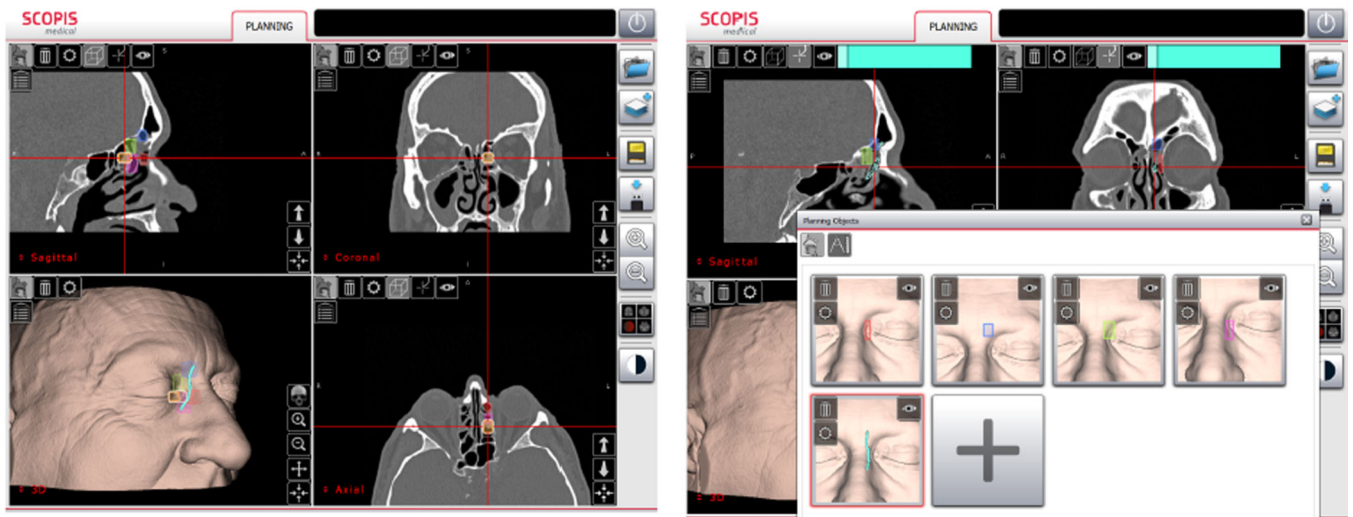 SCOPIS
medical
PLANNING
S
S
P
A
R
L
I
I
Sagittal
Coronal
A
R
L
P
3D
Axial
SCOPIS
medical
PLANNING
P
A
R
L
Sagittal
Planning Objects
3D